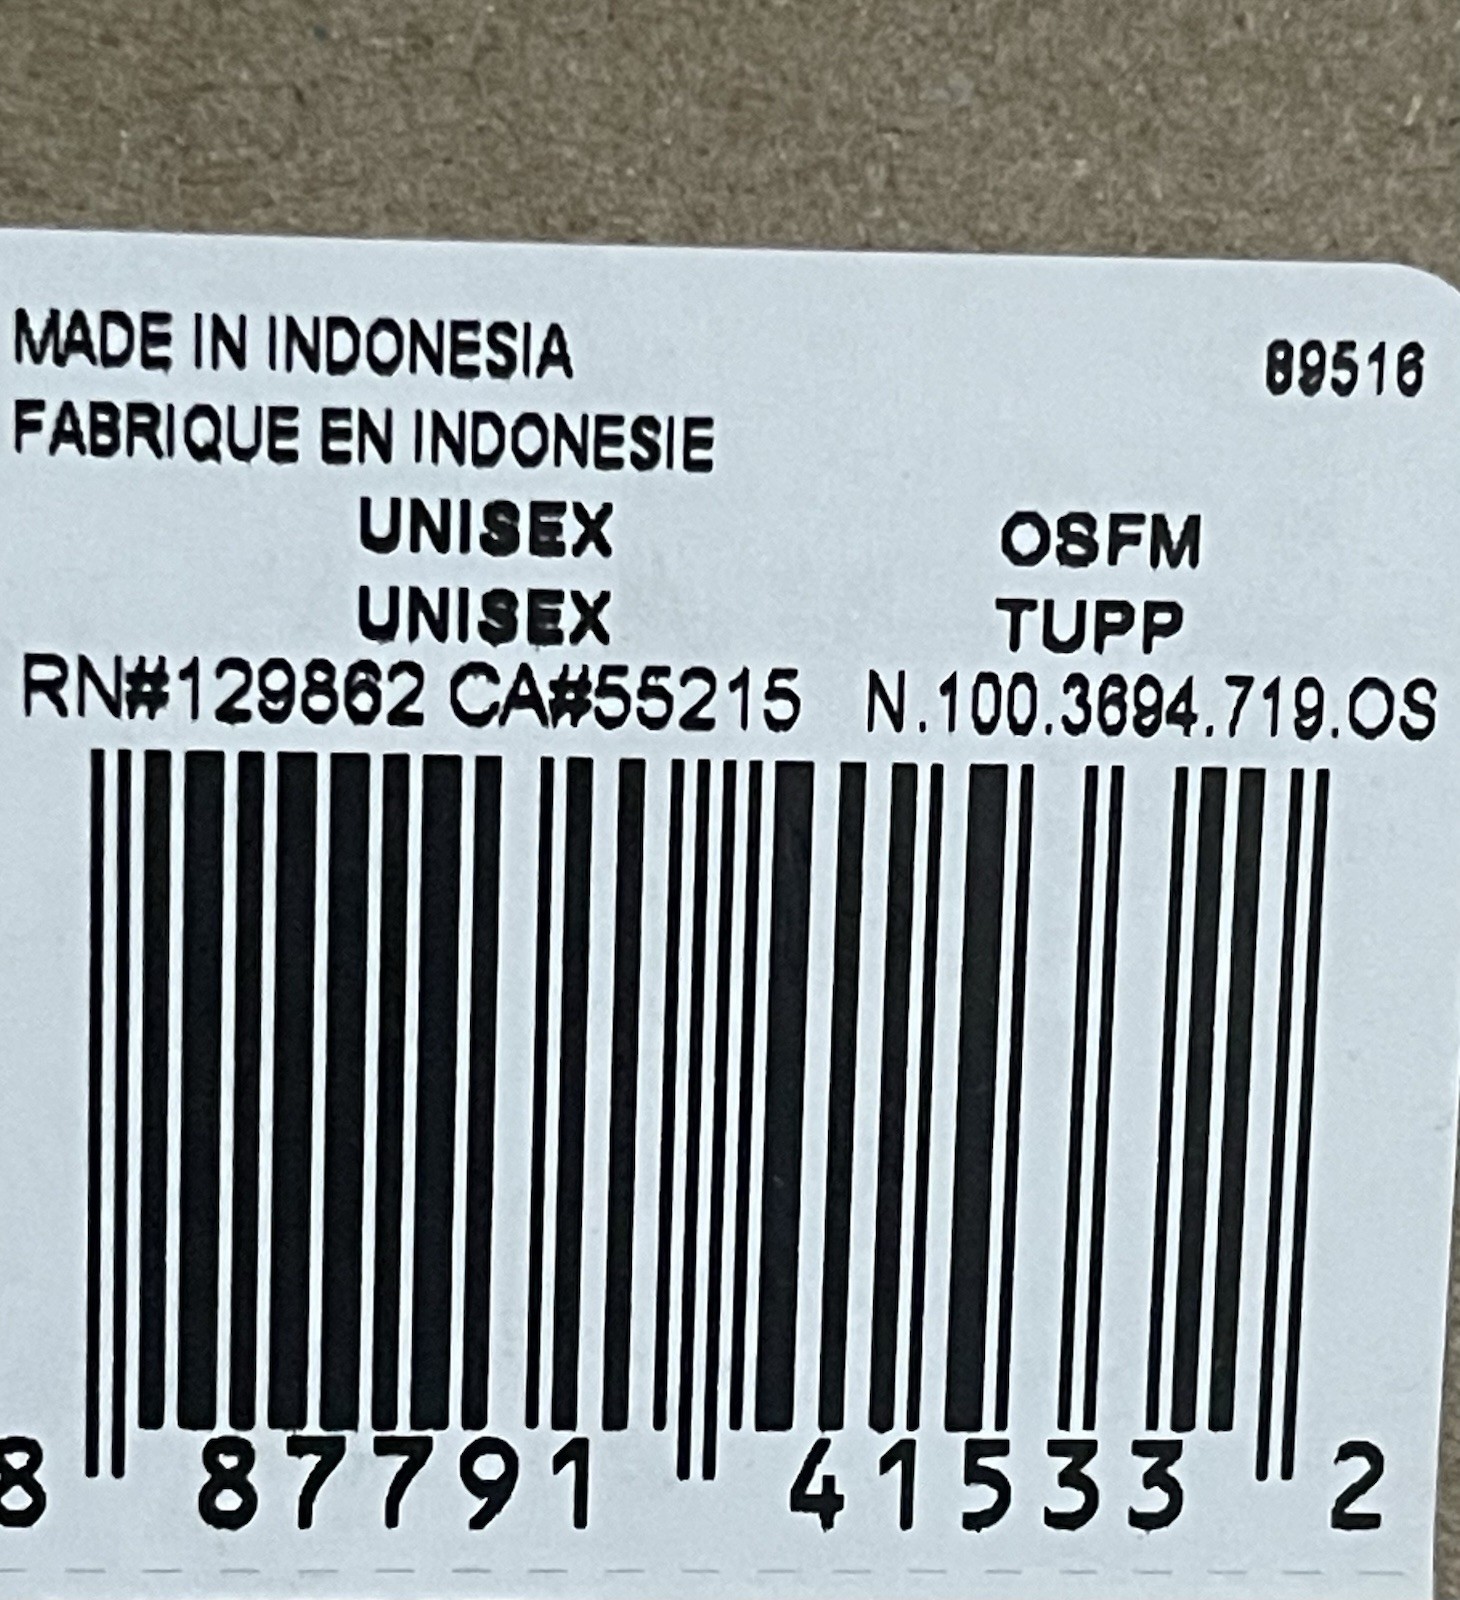 MADE IN INDONESIA 89516
FABRIQUE EN INDONESIE
UNISEX OSFM
UNISEX TUPP
RN#129862 CA#55215 N.100.3694.719.OS
8 87791 41533 2